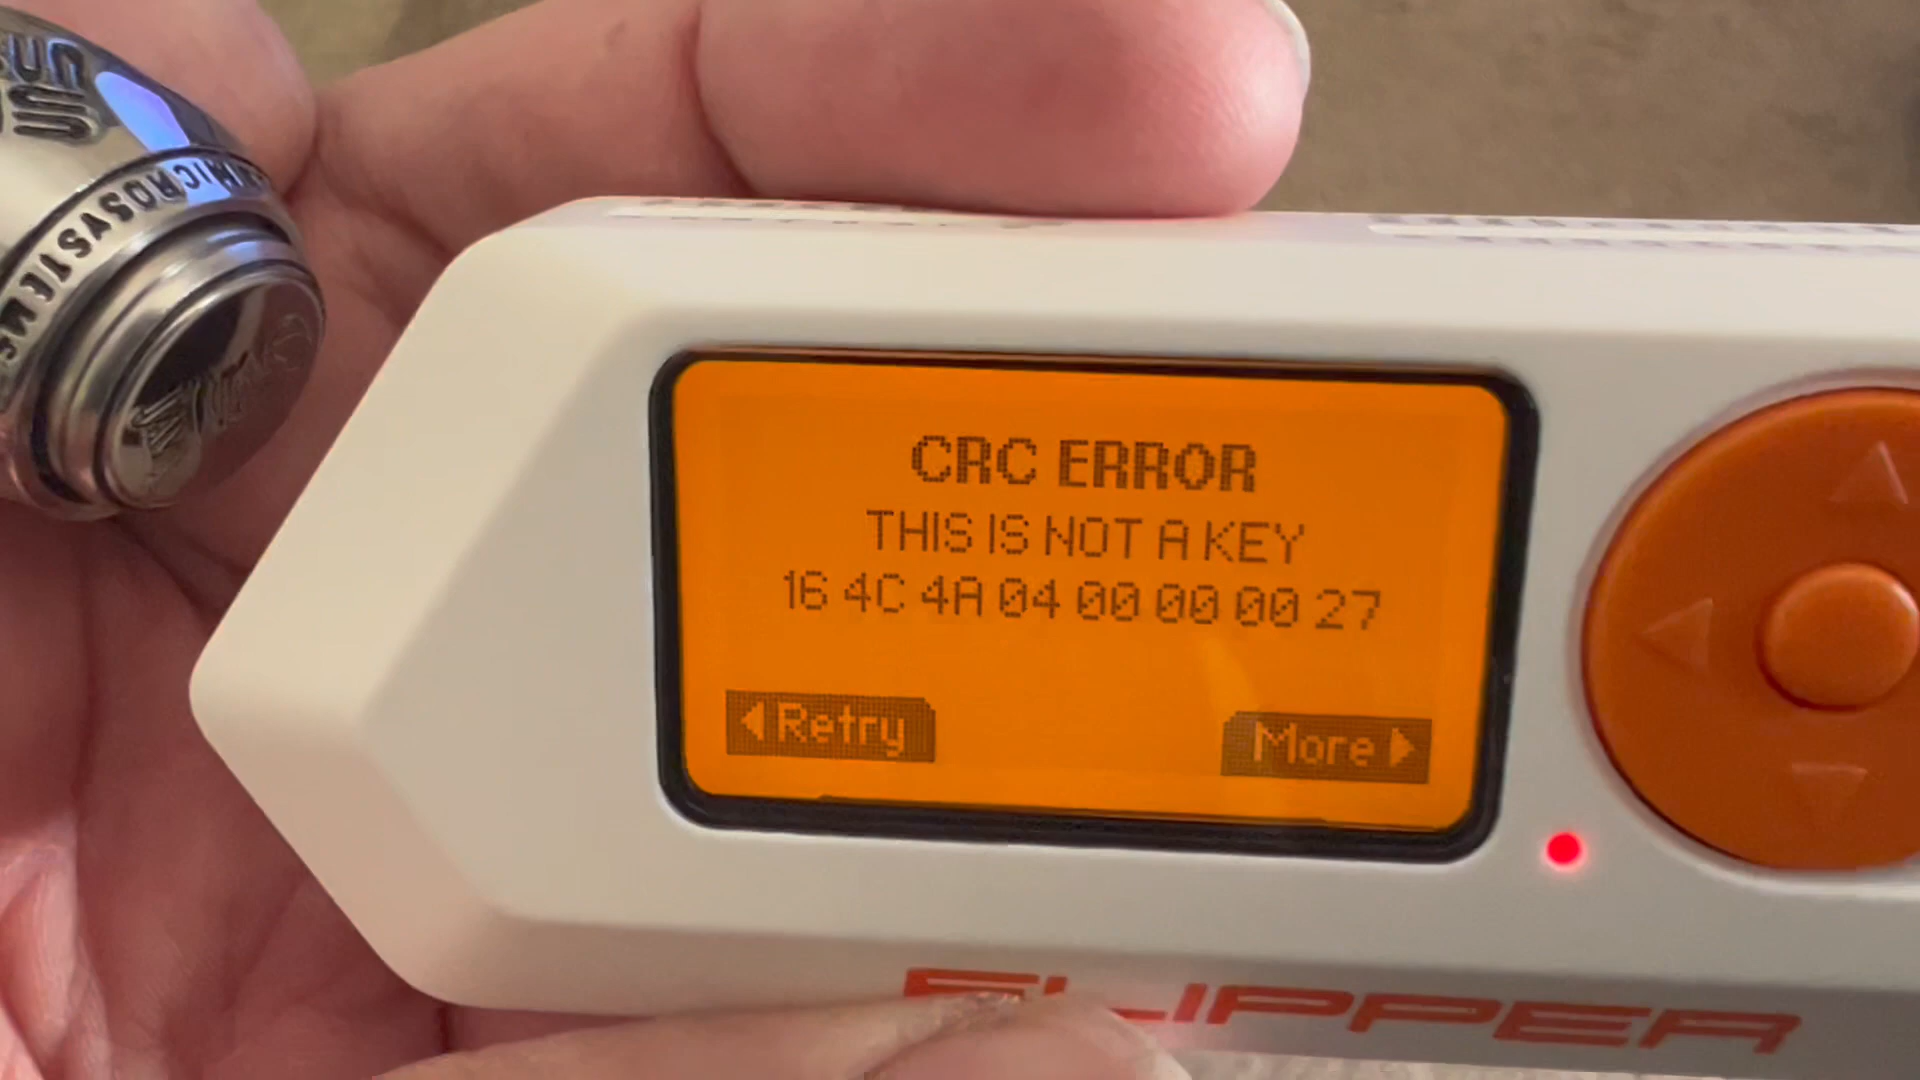 CRC ERROR
THIS IS NOT A KEY
16 4C 4A 04 00 00 00 27
Retry
More
FLIPPER